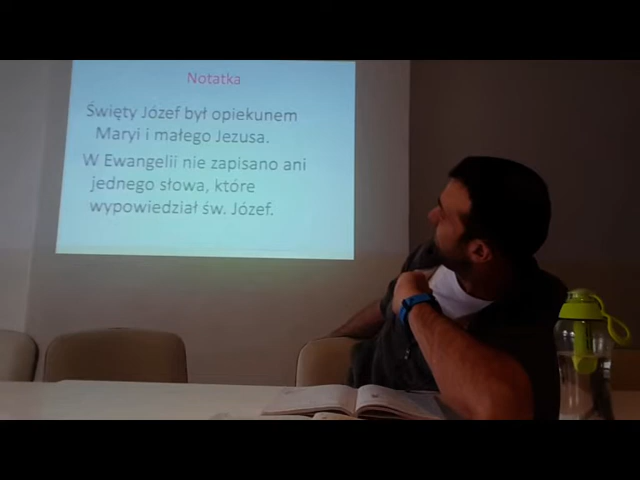 Notatka
Święty Józef był opiekunem
Maryi i małego Jezusa.
W Ewangelii nie zapisano ani
jednego słowa, które
wypowiedział św. Józef.